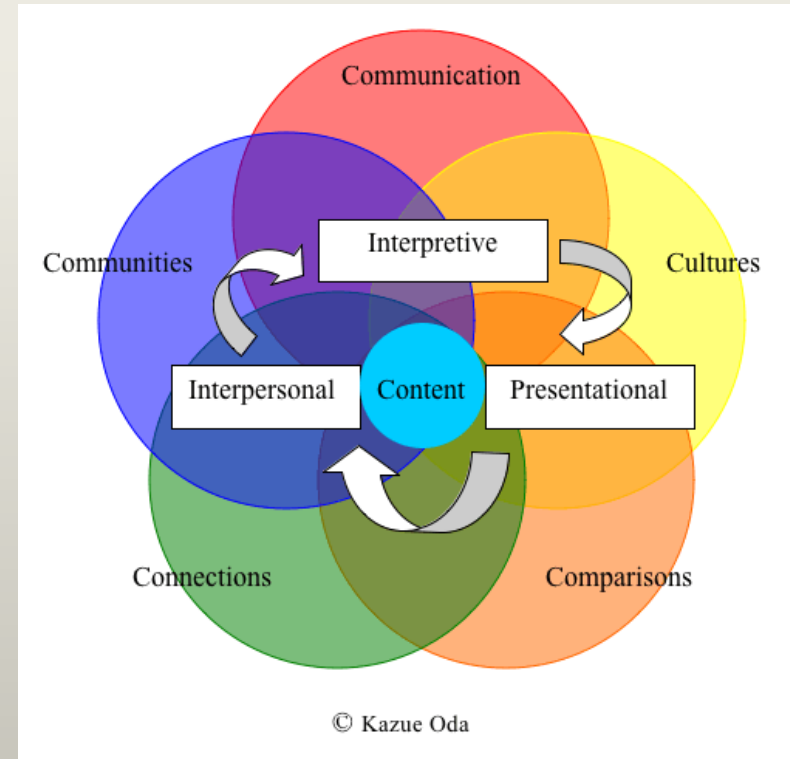 Communication
Interpretive
Communities
Cultures
Interpersonal
Content
Presentational
Connections
Comparisons
© Kazue Oda